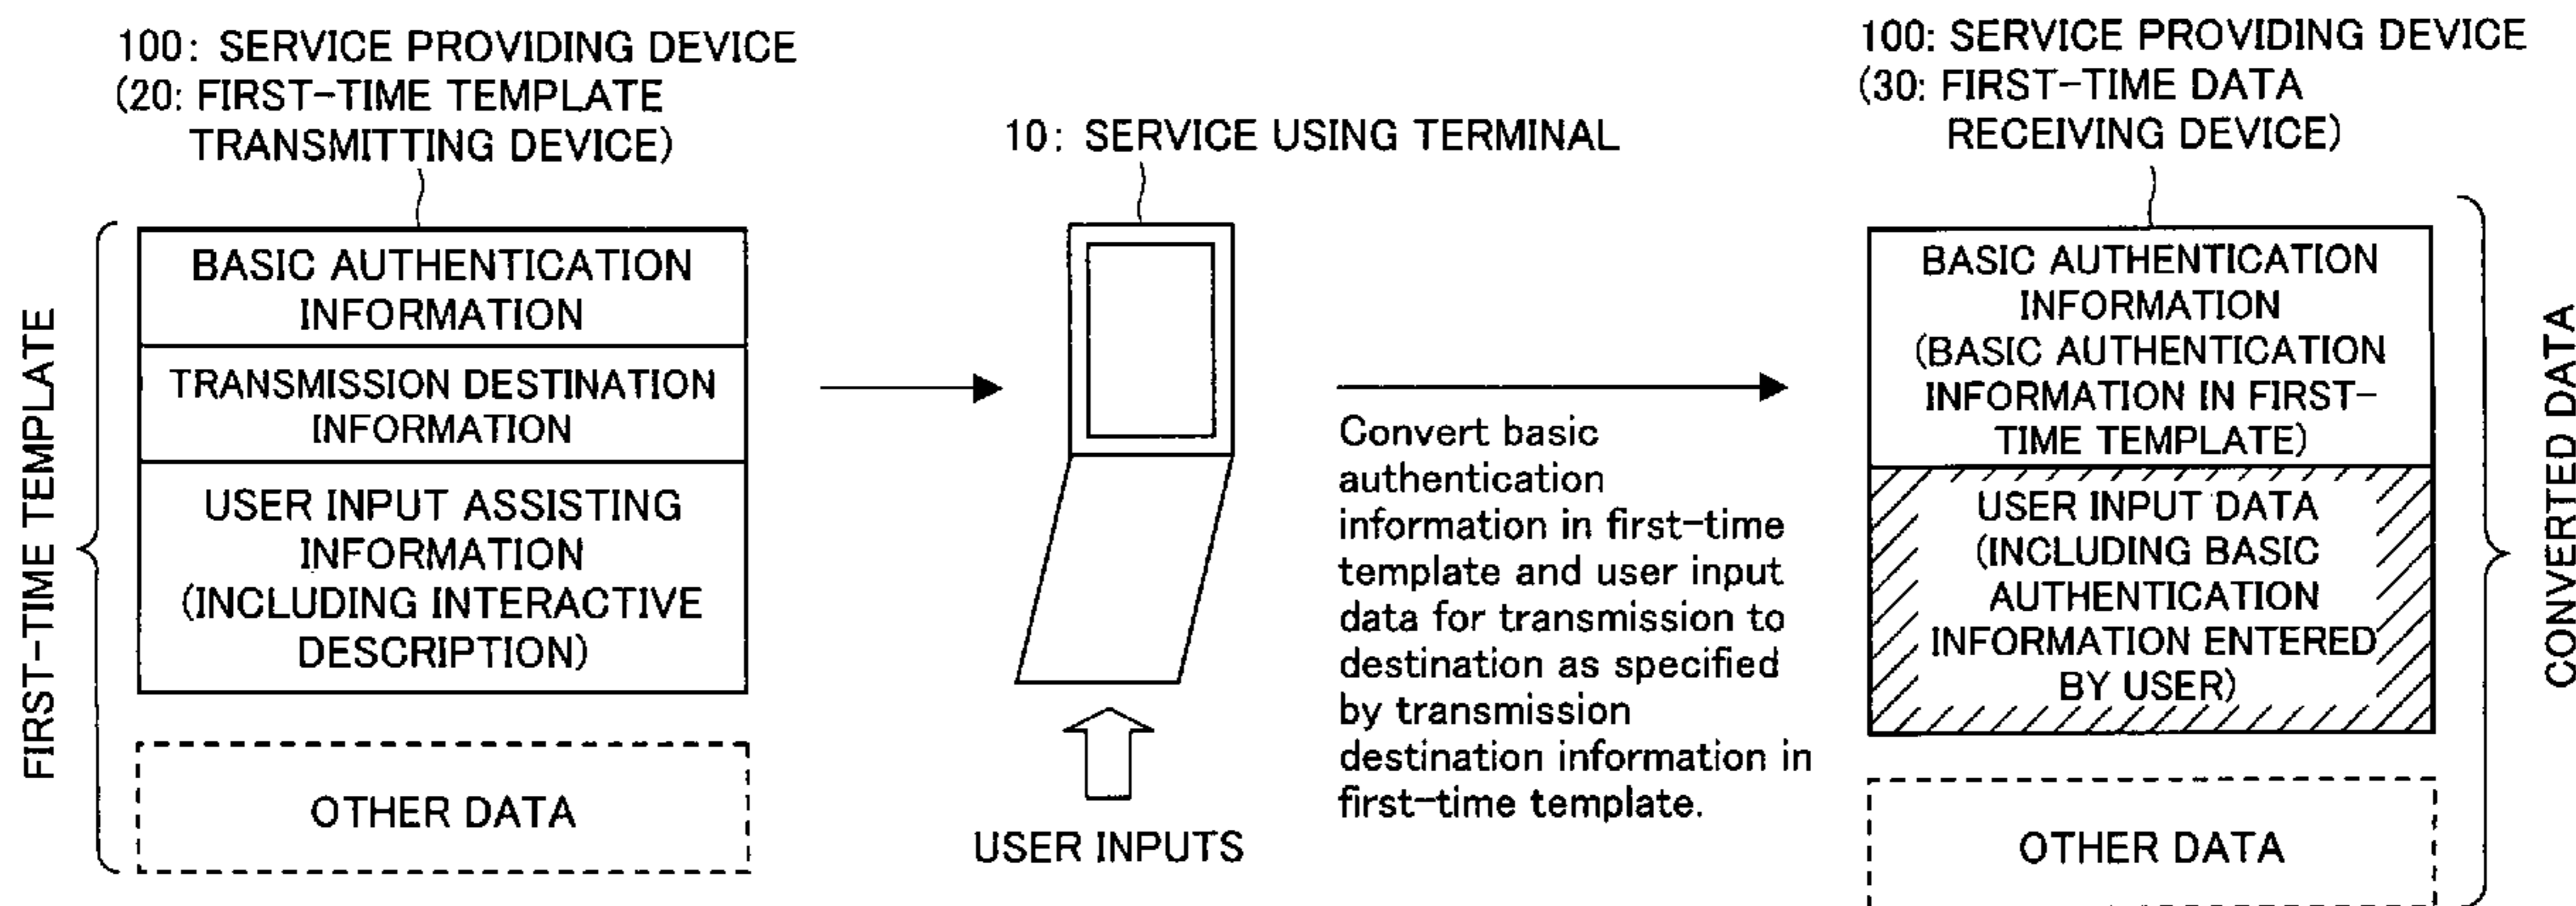 100: SERVICE PROVIDING DEVICE
(20: FIRST-TIME TEMPLATE
TRANSMITTING DEVICE)
FIRST-TIME TEMPLATE
BASIC AUTHENTICATION
INFORMATION
TRANSMISSION DESTINATION
INFORMATION
USER INPUT ASSISTING
INFORMATION
(INCLUDING INTERACTIVE
DESCRIPTION)
OTHER DATA
10: SERVICE USING TERMINAL
USER INPUTS
Convert basic
authentication
information in first-time
template and user input
data for transmission to
destination as specified
by transmission
destination information in
first-time template.
100: SERVICE PROVIDING DEVICE
(30: FIRST-TIME DATA
RECEIVING DEVICE)
BASIC AUTHENTICATION
INFORMATION
(BASIC AUTHENTICATION
INFORMATION IN FIRST-
TIME TEMPLATE)
USER INPUT DATA
(INCLUDING BASIC
AUTHENTICATION
INFORMATION ENTERED
BY USER)
OTHER DATA
CONVERTED DATA